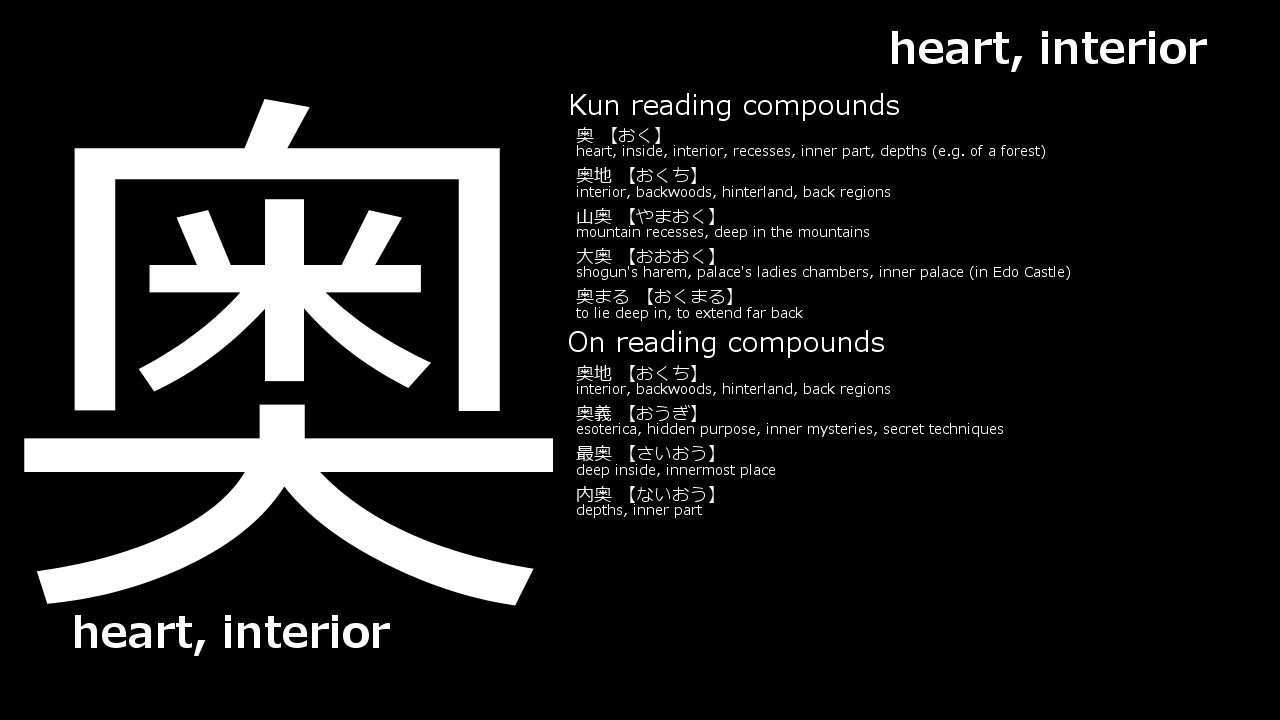 heart, interior
奥
heart, interior
Kun reading compounds
奥 【おく】
heart, inside, interior, recesses, inner part, depths (e.g. of a forest)
奥地 【おくち】
interior, backwoods, hinterland, back regions
山奥 【やまおく】
mountain recesses, deep in the mountains
大奥 【おおおく】
shogun's harem, palace's ladies chambers, inner palace (in Edo Castle)
奥まる 【おくまる】
to lie deep in, to extend far back
On reading compounds
奥地 【おくち】
interior, backwoods, hinterland, back regions
奥義 【おうぎ】
esoterica, hidden purpose, inner mysteries, secret techniques
最奥 【さいおう】
deep inside, innermost place
内奥 【ないおう】
depths, inner part